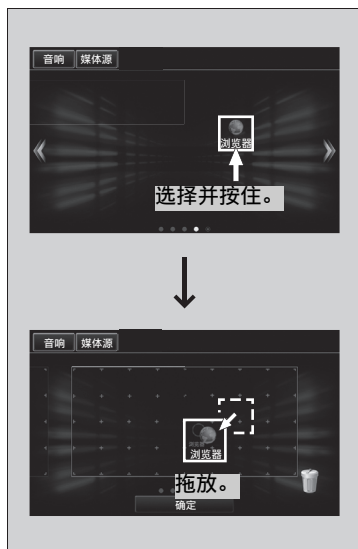 音响 媒体源
浏览器
选择并按住。
音响 媒体源
浏览器
浏览器
拖放。
确定